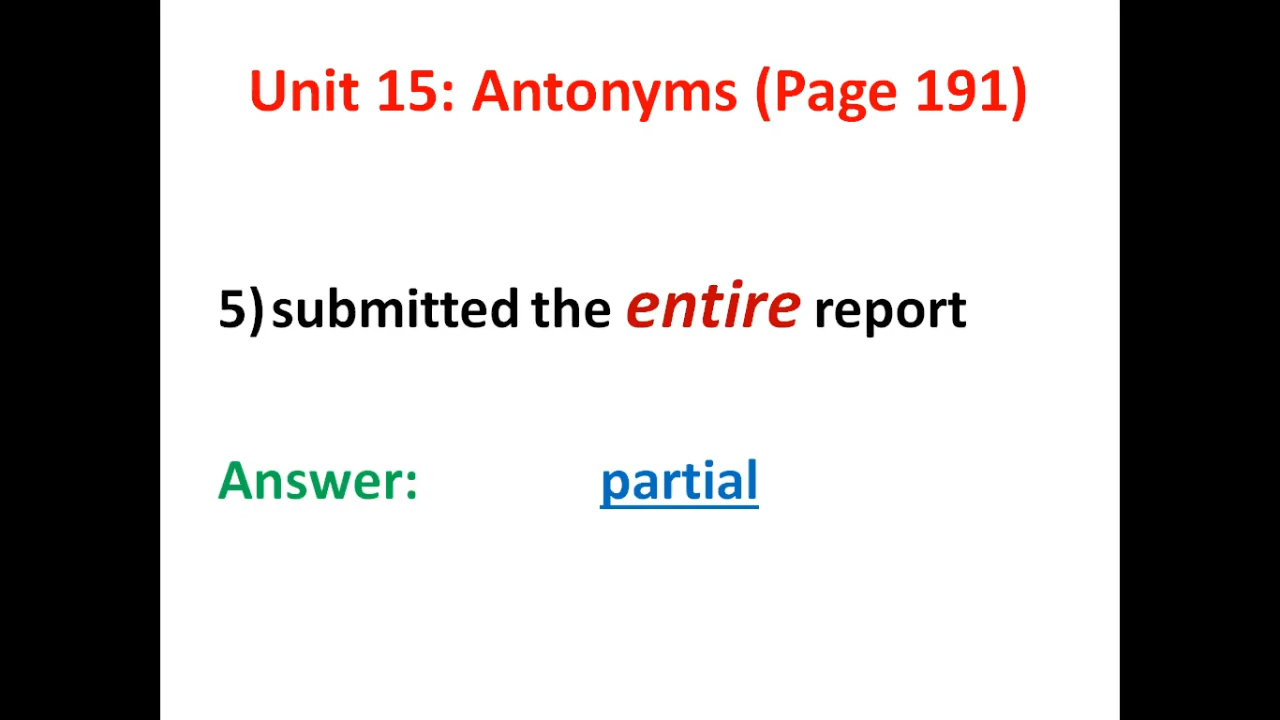 Unit 15: Antonyms (Page 191)
5) submitted the entire report
Answer: partial